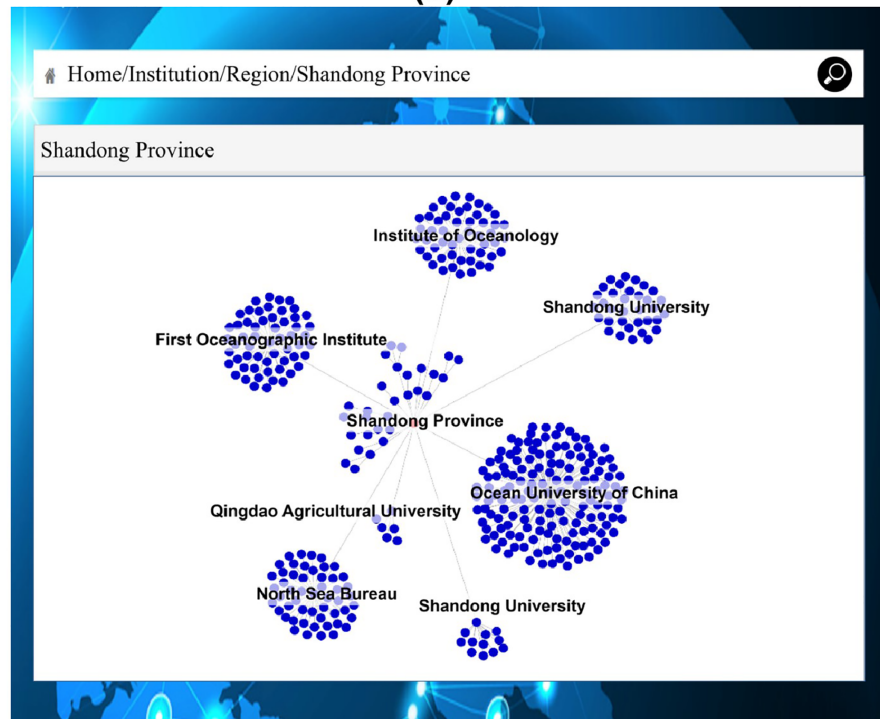 Home/Institution/Region/Shandong Province
Shandong Province
Institute of Oceanology
Shandong University
First Oceanographic Institute
Shandong Province
Ocean University of China
Qingdao Agricultural University
North Sea Bureau
Shandong University